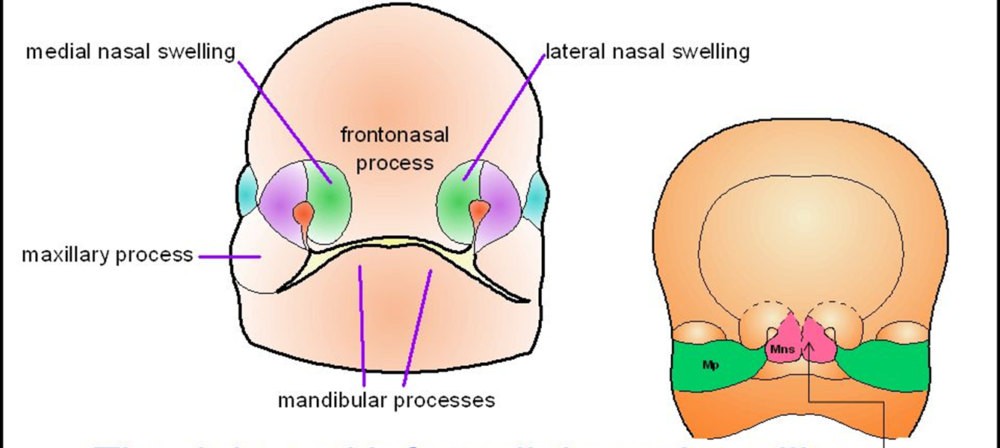 medial nasal swelling
lateral nasal swelling
frontonasal
process
maxillary process
mandibular processes
Mns
Mp